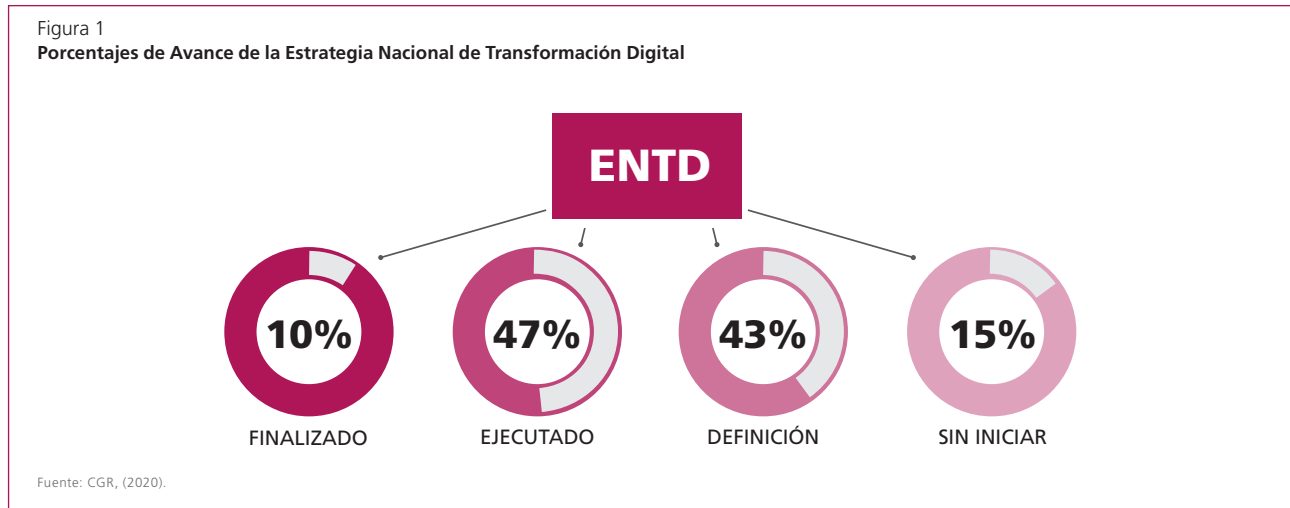 Figura 1
Porcentajes de Avance de la Estrategia Nacional de Transformación Digital
ENTD
10%
47%
43%
15%
FINALIZADO
EJECUTADO
DEFINICIÓN
SIN INICIAR
Fuente: CGR, (2020).